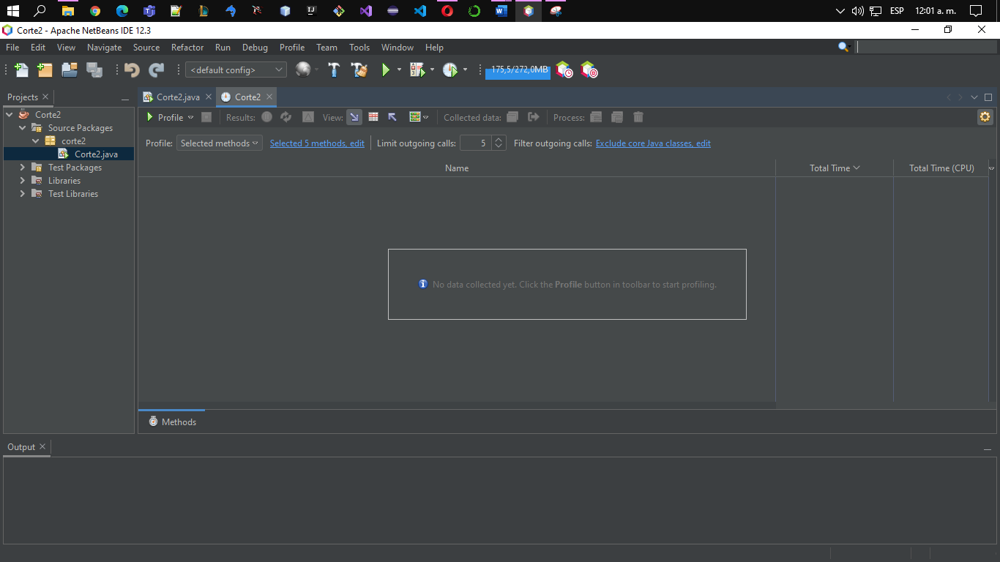 ESP 12:01 a. m.
Corte2 - Apache NetBeans IDE 12.3
File Edit View Navigate Source Refactor Run Debug Profile Team Tools Window Help
<default config> 175,5/272,0MB
Projects Corte2.java Corte2
Corte2
Source Packages
corte2
Corte2.java
Test Packages
Libraries
Test Libraries
Profile Results: View: Collected data: Process:
Profile: Selected methods Selected 5 methods, edit Limit outgoing calls: 5 Filter outgoing calls: Exclude core Java classes, edit
Name Total Time Total Time (CPU)
No data collected yet. Click the Profile button in toolbar to start profiling.
Methods
Output